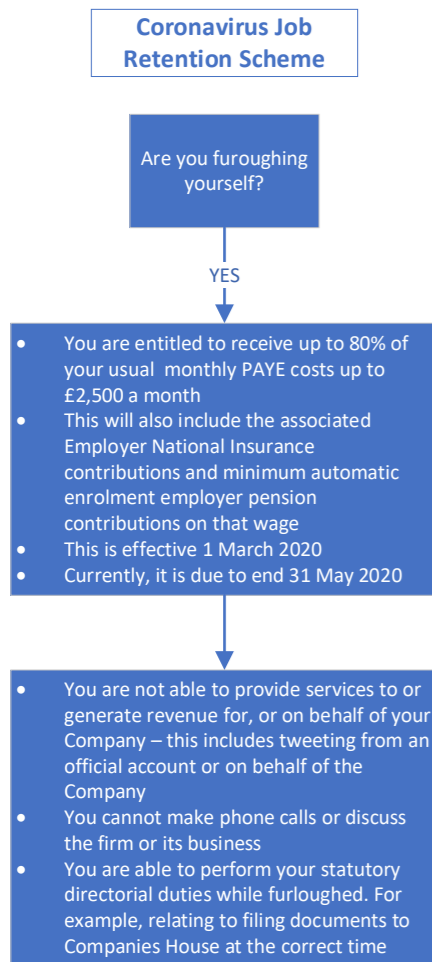 Coronavirus Job
Retention Scheme
Are you furoughing
yourself?
YES
• You are entitled to receive up to 80% of
your usual monthly PAYE costs up to
£2,500 a month
• This will also include the associated
Employer National Insurance
contributions and minimum automatic
enrolment employer pension
contributions on that wage
• This is effective 1 March 2020
• Currently, it is due to end 31 May 2020
• You are not able to provide services to or
generate revenue for, or on behalf of your
Company – this includes tweeting from an
official account or on behalf of the
Company
• You cannot make phone calls or discuss
the firm or its business
• You are able to perform your statutory
directorial duties while furloughed. For
example, relating to filing documents to
Companies House at the correct time